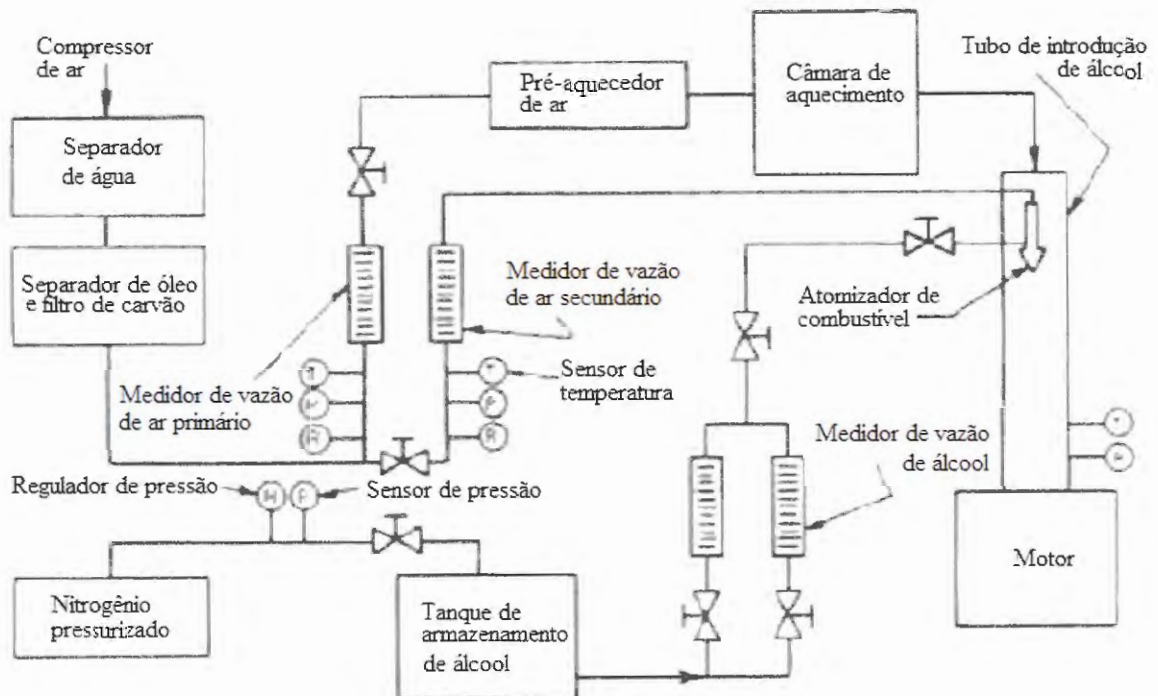 Compressor
de ar
Separador
de água
Separador de óleo
e filtro de carvão
Pré-aquecedor
de ar
Câmara de
aquecimento
Tubo de introdução
de álcool
Medidor de vazão
de ar secundário
Atomizador de
combustível
Sensor de
temperatura
Medidor de vazão
de ar primário
Medidor de vazão
de álcool
T
P
R
R
T
Regulador de pressão
Sensor de pressão
P
Nitrogênio
pressurizado
Tanque de
armazenamento
de álcool
Motor